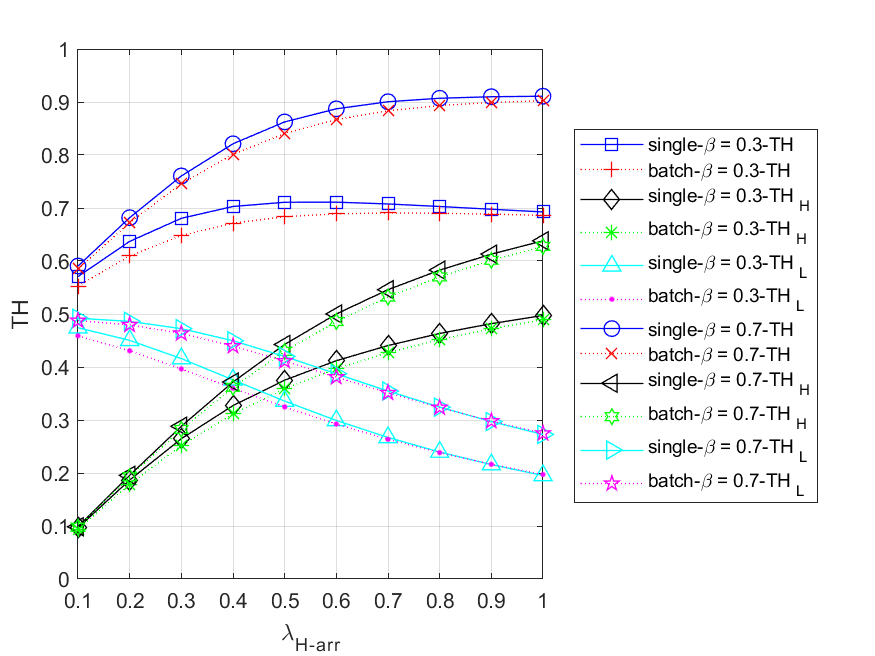 1
0.9
0.8
0.7
0.6
0.5
0.4
0.3
0.2
0.1
0
TH
0.1 0.2 0.3 0.4 0.5 0.6 0.7 0.8 0.9 1
λH-arr
single-β = 0.3-TH
batch-β = 0.3-TH
single-β = 0.3-TH H
batch-β = 0.3-TH H
single-β = 0.3-TH L
batch-β = 0.3-TH L
single-β = 0.7-TH
batch-β = 0.7-TH
single-β = 0.7-TH H
batch-β = 0.7-TH H
single-β = 0.7-TH L
batch-β = 0.7-TH L